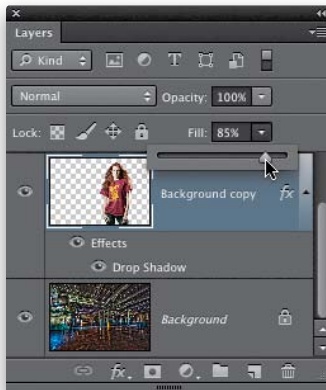 Layers
Kind
Normal Opacity: 100%
Lock: Fill: 85%
Background copy fx
Effects
Drop Shadow
Background
fx